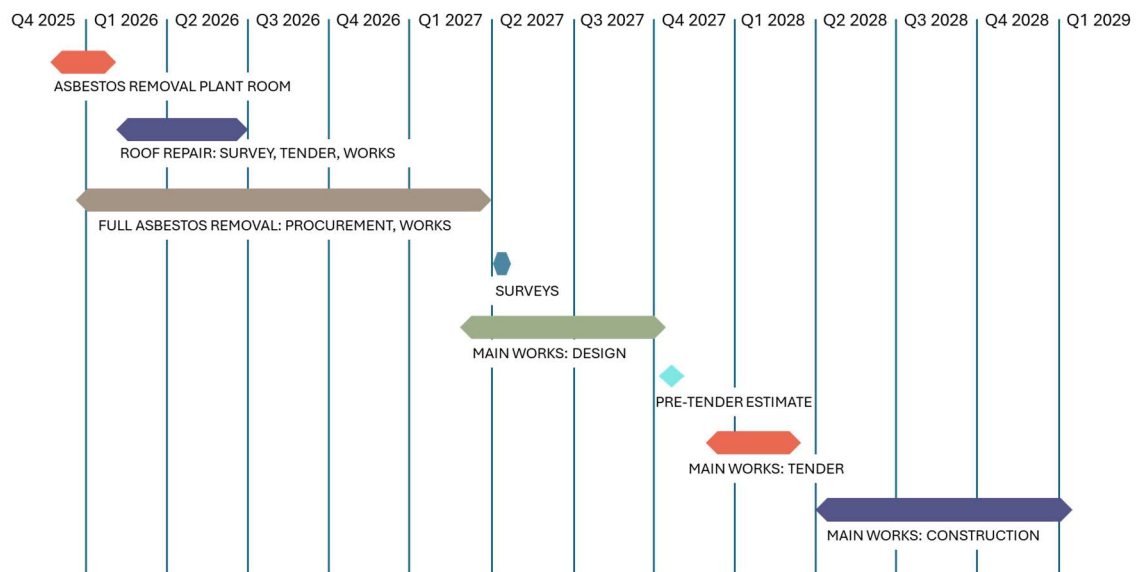 Q4 2025 Q1 2026 Q2 2026 Q3 2026 Q4 2026 Q1 2027 Q2 2027 Q3 2027 Q4 2027 Q1 2028 Q2 2028 Q3 2028 Q4 2028 Q1 2029
ASBESTOS REMOVAL PLANT ROOM
ROOF REPAIR: SURVEY, TENDER, WORKS
FULL ASBESTOS REMOVAL: PROCUREMENT, WORKS
SURVEYS
MAIN WORKS: DESIGN
PRE-TENDER ESTIMATE
MAIN WORKS: TENDER
MAIN WORKS: CONSTRUCTION